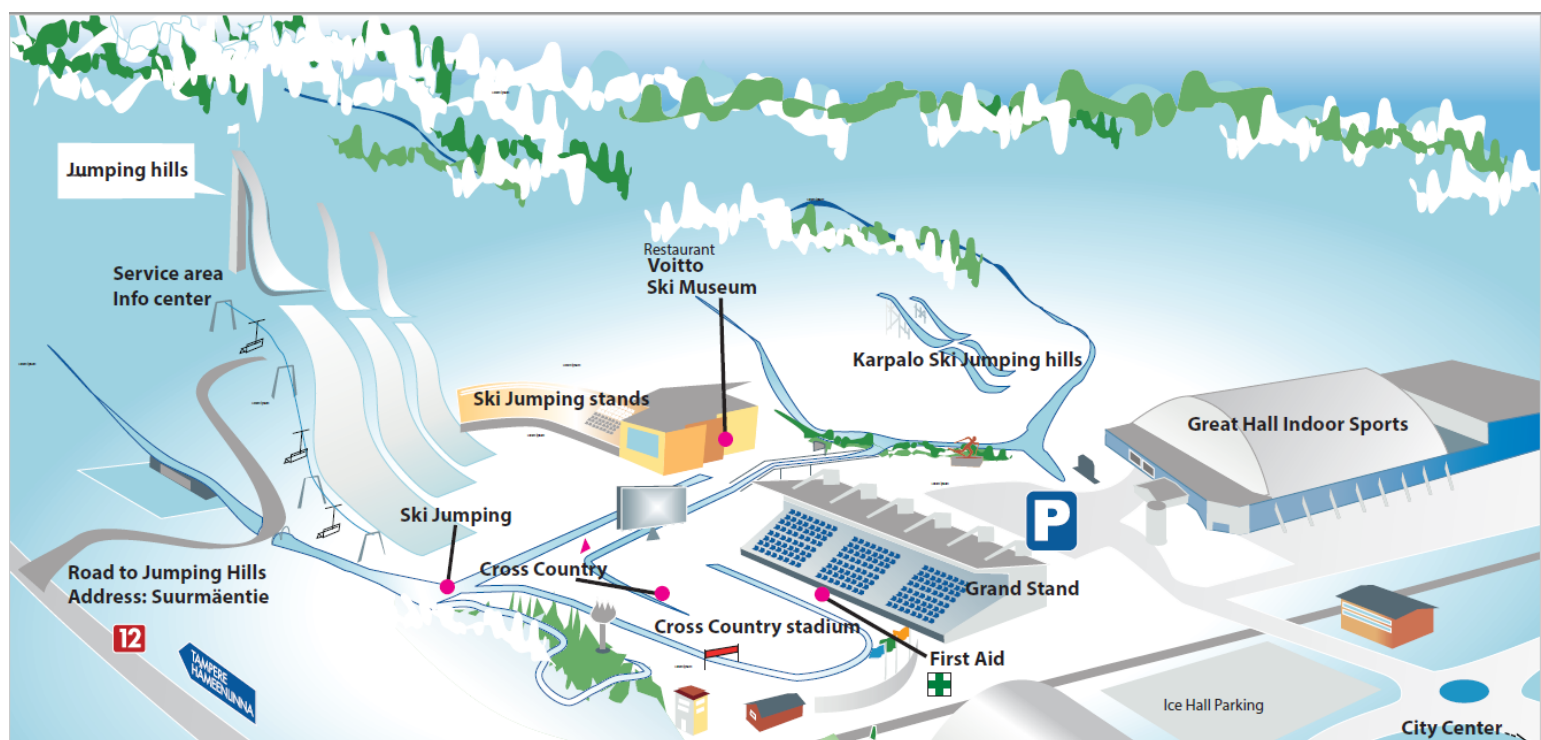 Jumping hills
Service area
Info center
Restaurant
Voitto
Ski Museum
Karpalo Ski Jumping hills
Ski Jumping stands
Great Hall Indoor Sports
Ski Jumping
P
Cross Country
Road to Jumping Hills
Address: Suurmäentie
Grand Stand
Cross Country stadium
12
First Aid
TAMPERE
HÄMEENLINNA
Ice Hall Parking
City Center